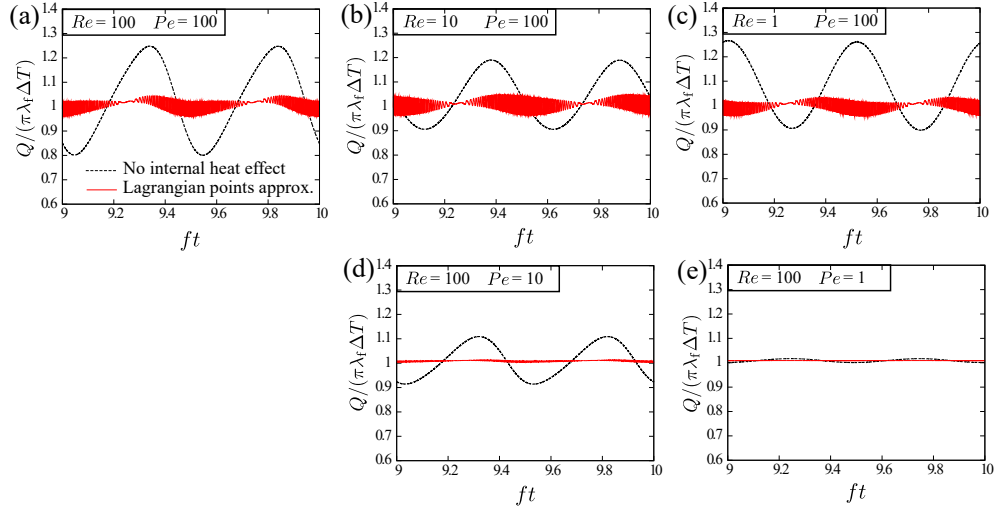 (a)
Re=100 Pe=100
Q/(πλfΔT)
1.4
1.3
1.2
1.1
1
0.9
0.8
0.7
0.6
No internal heat effect
Lagrangian points approx.
9 9.2 9.4 9.6 9.8 10
ft
(b)
Re=10 Pe=100
Q/(πλfΔT)
1.4
1.3
1.2
1.1
1
0.9
0.8
0.7
0.6
9 9.2 9.4 9.6 9.8 10
ft
(c)
Re=1 Pe=100
Q/(πλfΔT)
1.4
1.3
1.2
1.1
1
0.9
0.8
0.7
0.6
9 9.2 9.4 9.6 9.8 10
ft
(d)
Re=100 Pe=10
Q/(πλfΔT)
1.4
1.3
1.2
1.1
1
0.9
0.8
0.7
0.6
9 9.2 9.4 9.6 9.8 10
ft
(e)
Re=100 Pe=1
Q/(πλfΔT)
1.4
1.3
1.2
1.1
1
0.9
0.8
0.7
0.6
9 9.2 9.4 9.6 9.8 10
ft